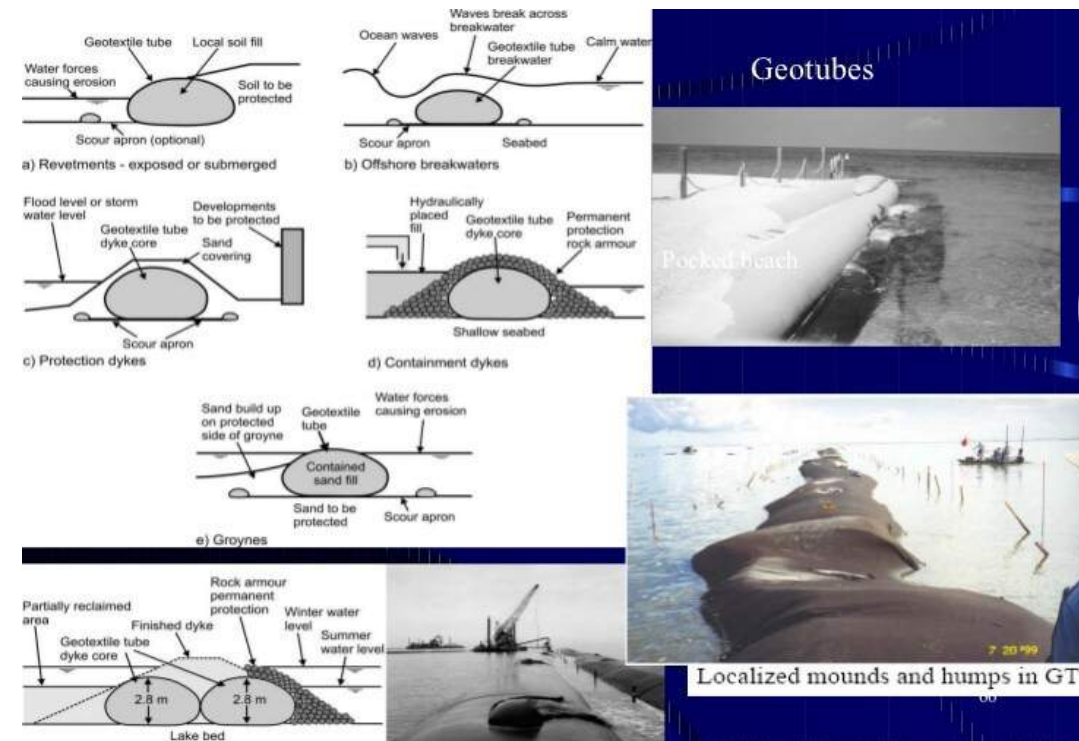 Geotextile tube
Local soil fill
Water forces
causing erosion
Soil to be
protected
Scour apron (optional)
a) Revetments - exposed or submerged
Waves break across
breakwater
Ocean waves
Geotextile tube
breakwater
Calm water
Scour apron
Seabed
b) Offshore breakwaters
Flood level or storm
water level
Developments
to be protected
Geotextile tube
dyke core
Sand
covering
Scour apron
c) Protection dykes
Hydraulically
placed
fill
Geotextile tube
dyke core
Permanent
protection
rock armour
Shallow seabed
d) Containment dykes
Sand build up
on protected
side of groyne
Geotextile
tube
Water forces
causing erosion
Contained
sand fill
Sand to be
protected
Scour apron
e) Groynes
Partially reclaimed
area
Geotextile tube
dyke core
Finished dyke
Rock armour
permanent
protection
Winter water
level
Summer
water level
2.8 m
2.8 m
Lake bed
Geotubes
Pocked beach
7 20 '99
Localized mounds and humps in GT